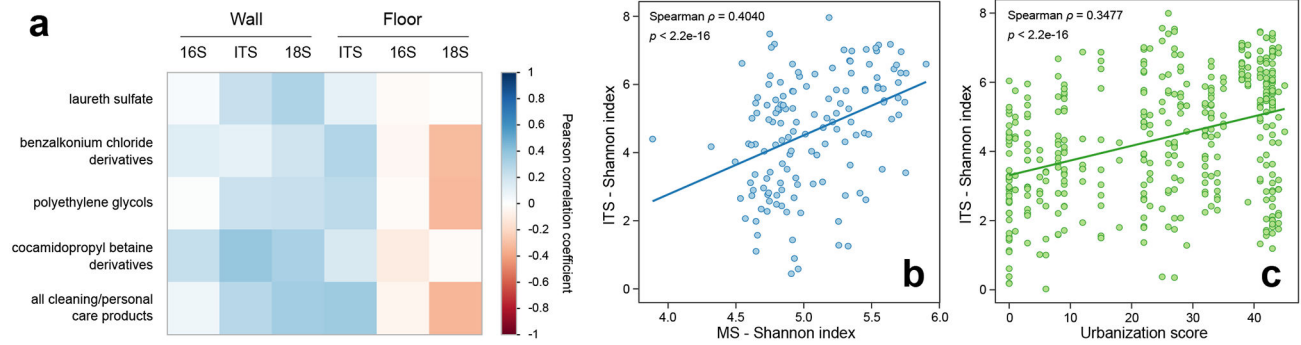 a
Wall Floor
16S ITS 18S ITS 16S 18S
laureth sulfate
benzalkonium chloride
derivatives
polyethylene glycols
cocamidopropyl betaine
derivatives
all cleaning/personal
care products
1
0.8
0.6
0.4
0.2
0
-0.2
-0.4
-0.6
-0.8
-1
Pearson correlation coefficient
Spearman ρ = 0.4040
p < 2.2e-16
8
6
4
2
0
ITS - Shannon index
4.0 4.5 5.0 5.5 6.0
MS - Shannon index
b
Spearman ρ = 0.3477
p < 2.2e-16
8
6
4
2
0
ITS - Shannon index
0 10 20 30 40
Urbanization score
c